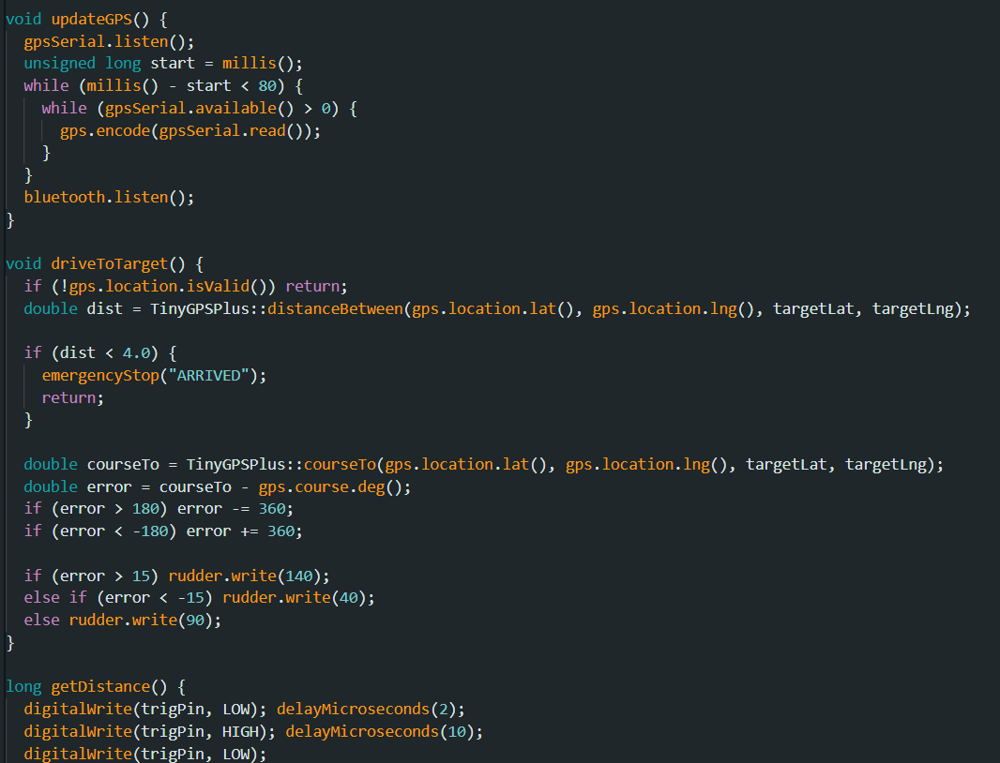 void updateGPS() {
  gpsSerial.listen();
  unsigned long start = millis();
  while (millis() - start < 80) {
    while (gpsSerial.available() > 0) {
      gps.encode(gpsSerial.read());
    }
  }
  bluetooth.listen();
}

void driveToTarget() {
  if (!gps.location.isValid()) return;
  double dist = TinyGPSPlus::distanceBetween(gps.location.lat(), gps.location.lng(), targetLat, targetLng);

  if (dist < 4.0) {
    emergencyStop("ARRIVED");
    return;
  }

  double courseTo = TinyGPSPlus::courseTo(gps.location.lat(), gps.location.lng(), targetLat, targetLng);
  double error = courseTo - gps.course.deg();
  if (error > 180) error -= 360;
  if (error < -180) error += 360;

  if (error > 15) rudder.write(140);
  else if (error < -15) rudder.write(40);
  else rudder.write(90);
}

long getDistance() {
  digitalWrite(trigPin, LOW); delayMicroseconds(2);
  digitalWrite(trigPin, HIGH); delayMicroseconds(10);
  digitalWrite(trigPin, LOW);